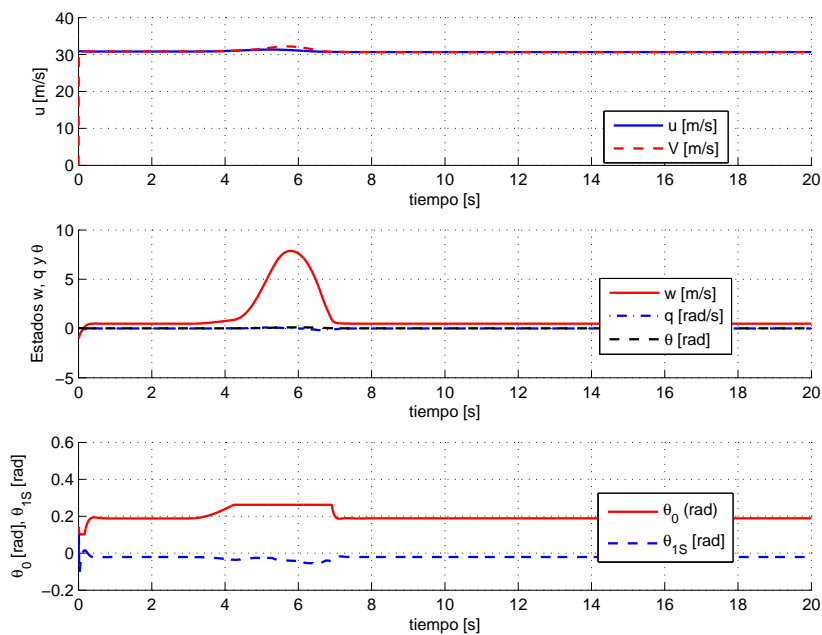 40
30
20
10
0
u [m/s]
0 2 4 6 8 10 12 14 16 18 20
tiempo [s]
u [m/s]
V [m/s]
10
5
0
−5
Estados w, q y θ
0 2 4 6 8 10 12 14 16 18 20
tiempo [s]
w [m/s]
q [rad/s]
θ [rad]
0.6
0.4
0.2
0
−0.2
θ0 [rad], θ1S [rad]
0 2 4 6 8 10 12 14 16 18 20
tiempo [s]
θ0 (rad)
θ1S [rad]